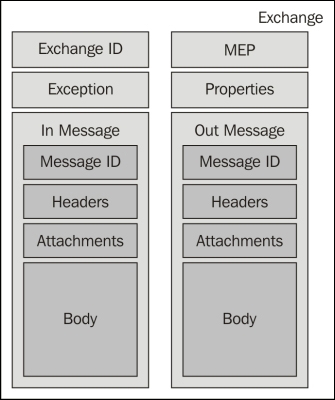 Exchange
Exchange ID
MEP
Exception
Properties
In Message
Message ID
Headers
Attachments
Body
Out Message
Message ID
Headers
Attachments
Body